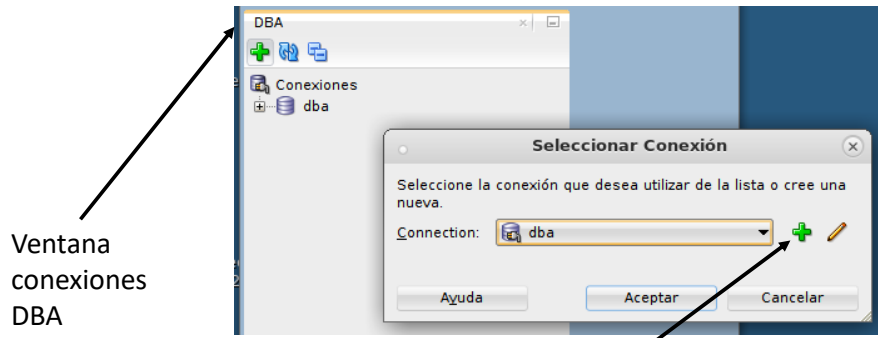 DBA
Conexiones
dba
Seleccionar Conexión
Seleccione la conexión que desea utilizar de la lista o cree una
nueva.
Connection: dba
Ayuda Aceptar Cancelar
Ventana
conexiones
DBA